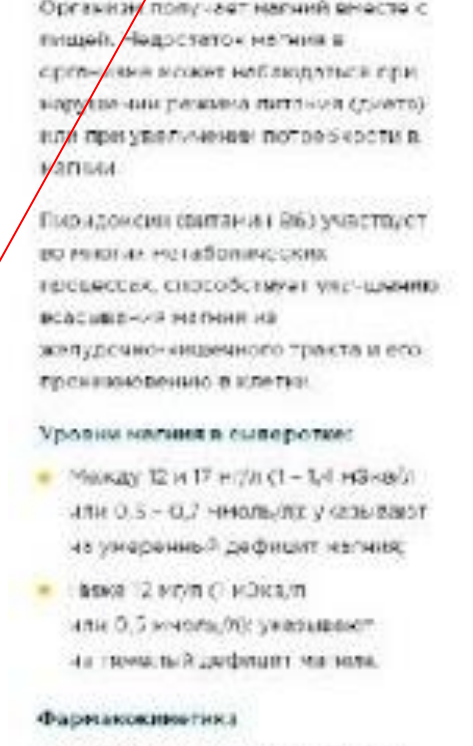 Организм получает магний вместе с
пищей. Недостаток магния в
организме может наблюдаться при
нарушении режима питания (диета)
или при увеличении потребности в
магнии.
Пиридоксин (витамин В6) участвует
во многих метаболических
процессах, способствует улучшению
всасывания магния из
желудочно-кишечного тракта и его
проникновению в клетки.
Уровни магния в сыворотке:
Между 12 и 17 мг/л (1 – 1,4 мЭкв/л
или 0,5 – 0,7 ммоль/л): указывают
на умеренный дефицит магния;
Ниже 12 мг/л (1 мЭкв/л
или 0,5 ммоль/л): указывают
на тяжелый дефицит магния.
Фармакокинетика